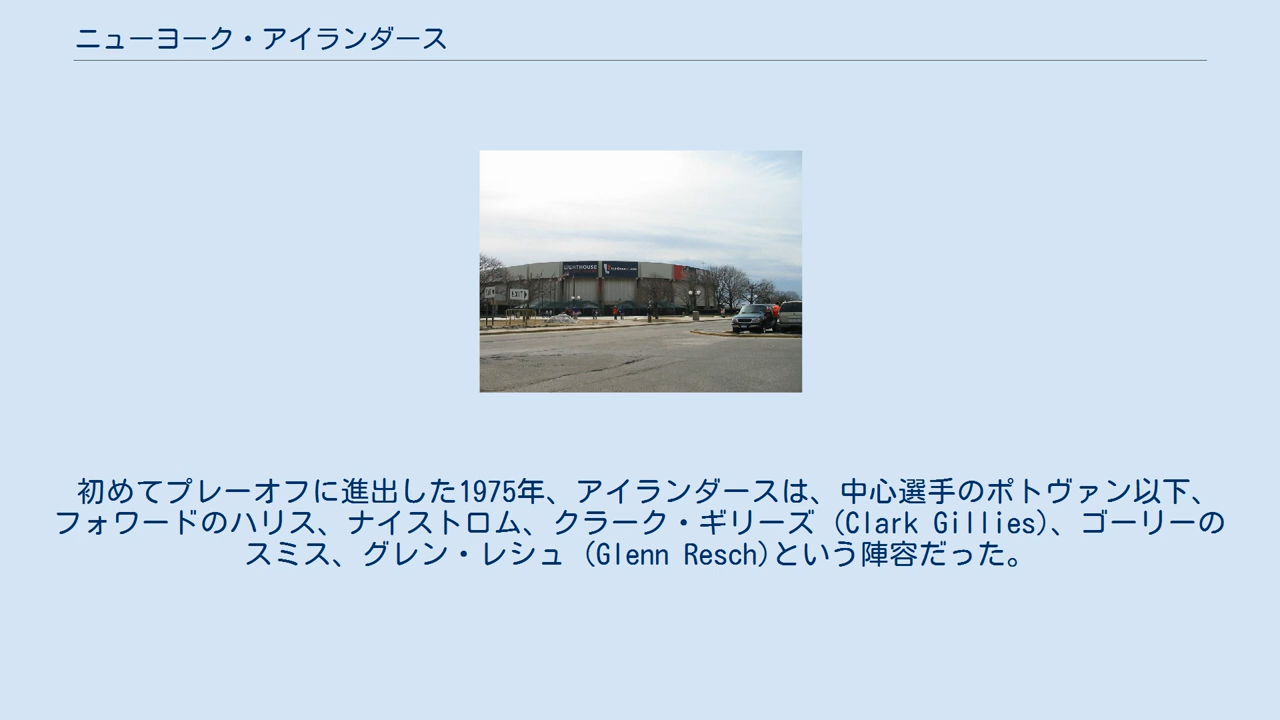 ニューヨーク・アイランダース
LIGHTHOUSE
EXIT
初めてプレーオフに進出した1975年、アイランダースは、中心選手のポトヴァン以下、
フォワードのハリス、ナイストロム、クラーク・ギリーズ (Clark Gillies)、ゴーリーの
スミス、グレン・レシュ (Glenn Resch)という陣容だった。